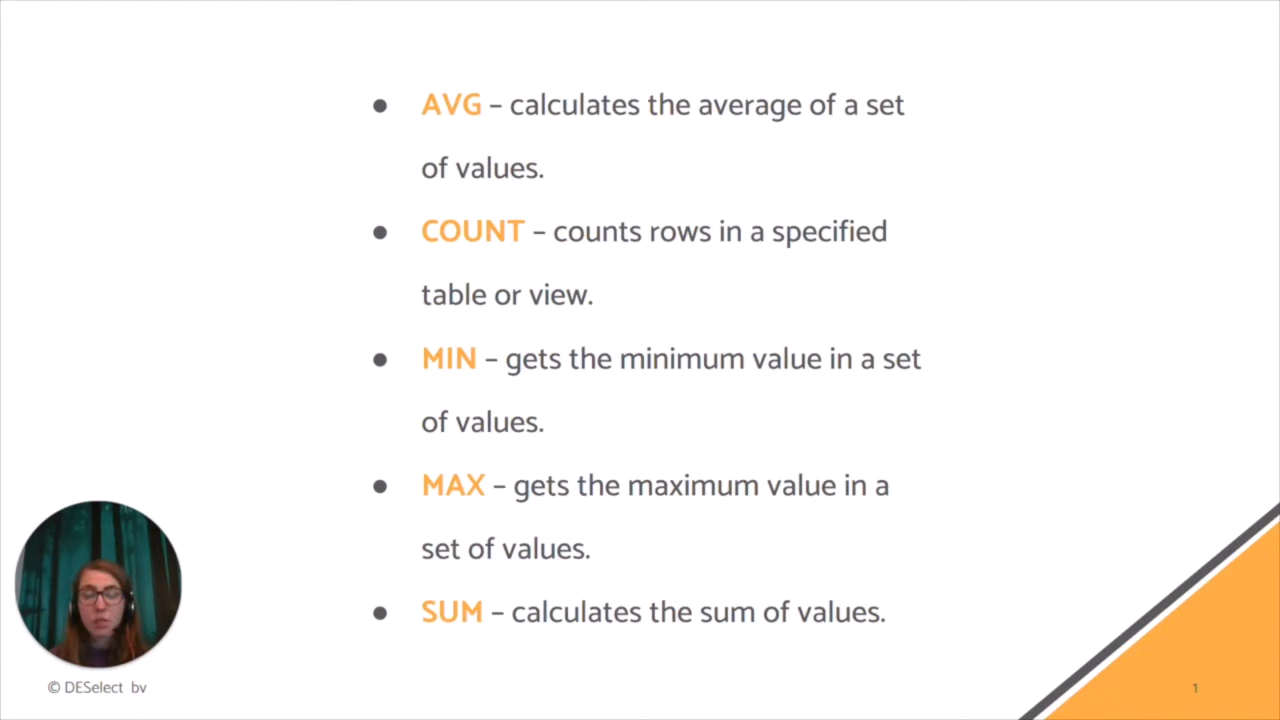 ● AVG – calculates the average of a set
of values.
● COUNT – counts rows in a specified
table or view.
● MIN – gets the minimum value in a set
of values.
● MAX – gets the maximum value in a
set of values.
● SUM – calculates the sum of values.
© DESelect bv
1